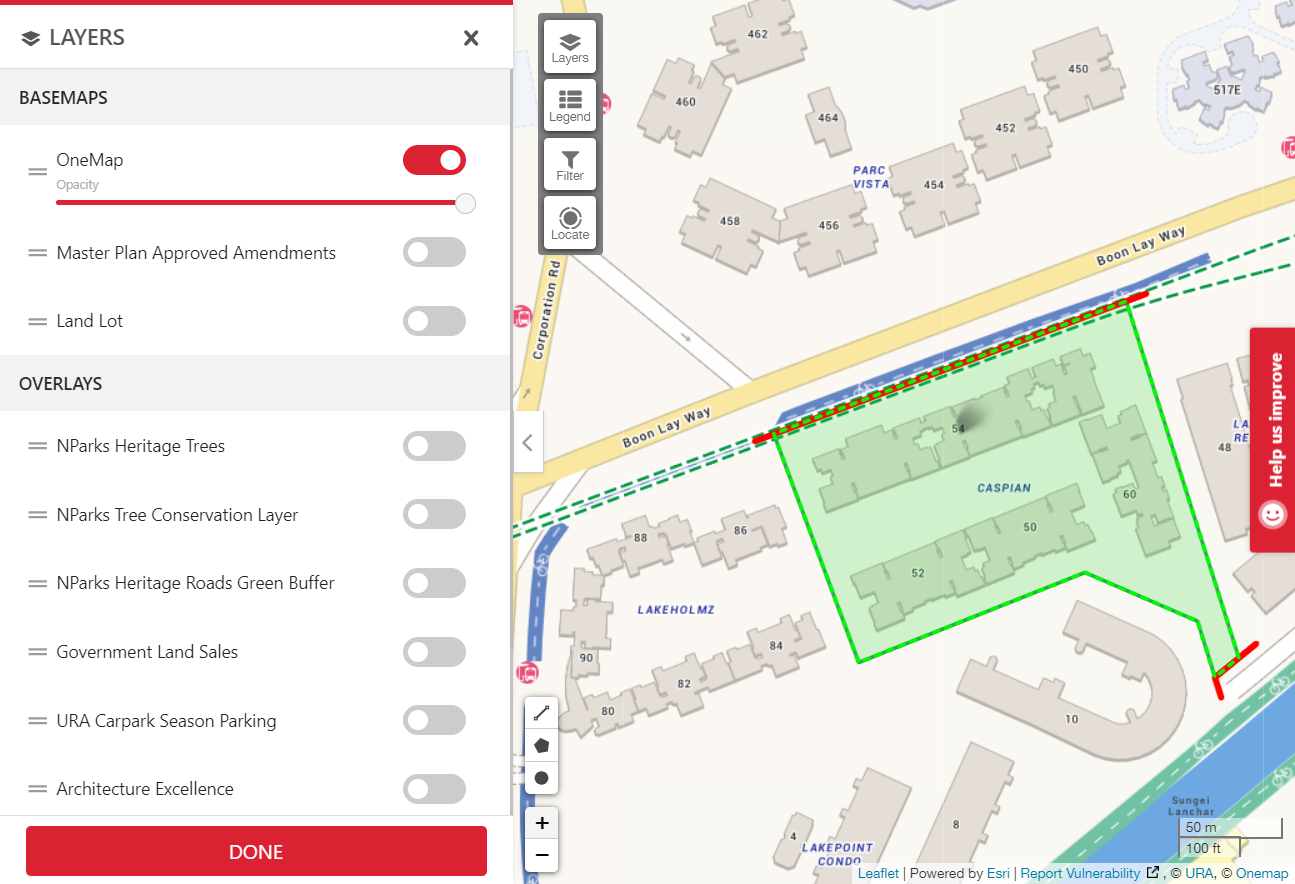 LAYERS
BASEMAPS
OneMap
Opacity
Master Plan Approved Amendments
Land Lot
OVERLAYS
NParks Heritage Trees
NParks Tree Conservation Layer
NParks Heritage Roads Green Buffer
Government Land Sales
URA Carpark Season Parking
Architecture Excellence
DONE
Layers
Legend
Filter
Locate
462
450
517E
460
464
452
PARC
VISTA
454
458
456
Boon Lay Way
Corporation Rd
Boon Lay Way
54
48
CASPIAN
60
50
52
88
86
LAKEHOLMZ
90
84
82
80
10
8
4
LAKEPOINT
CONDO
Sungei
Lanchar
Help us improve
+
−
50 m
100 ft
Leaflet | Powered by Esri | Report Vulnerability , © URA, © Onemap